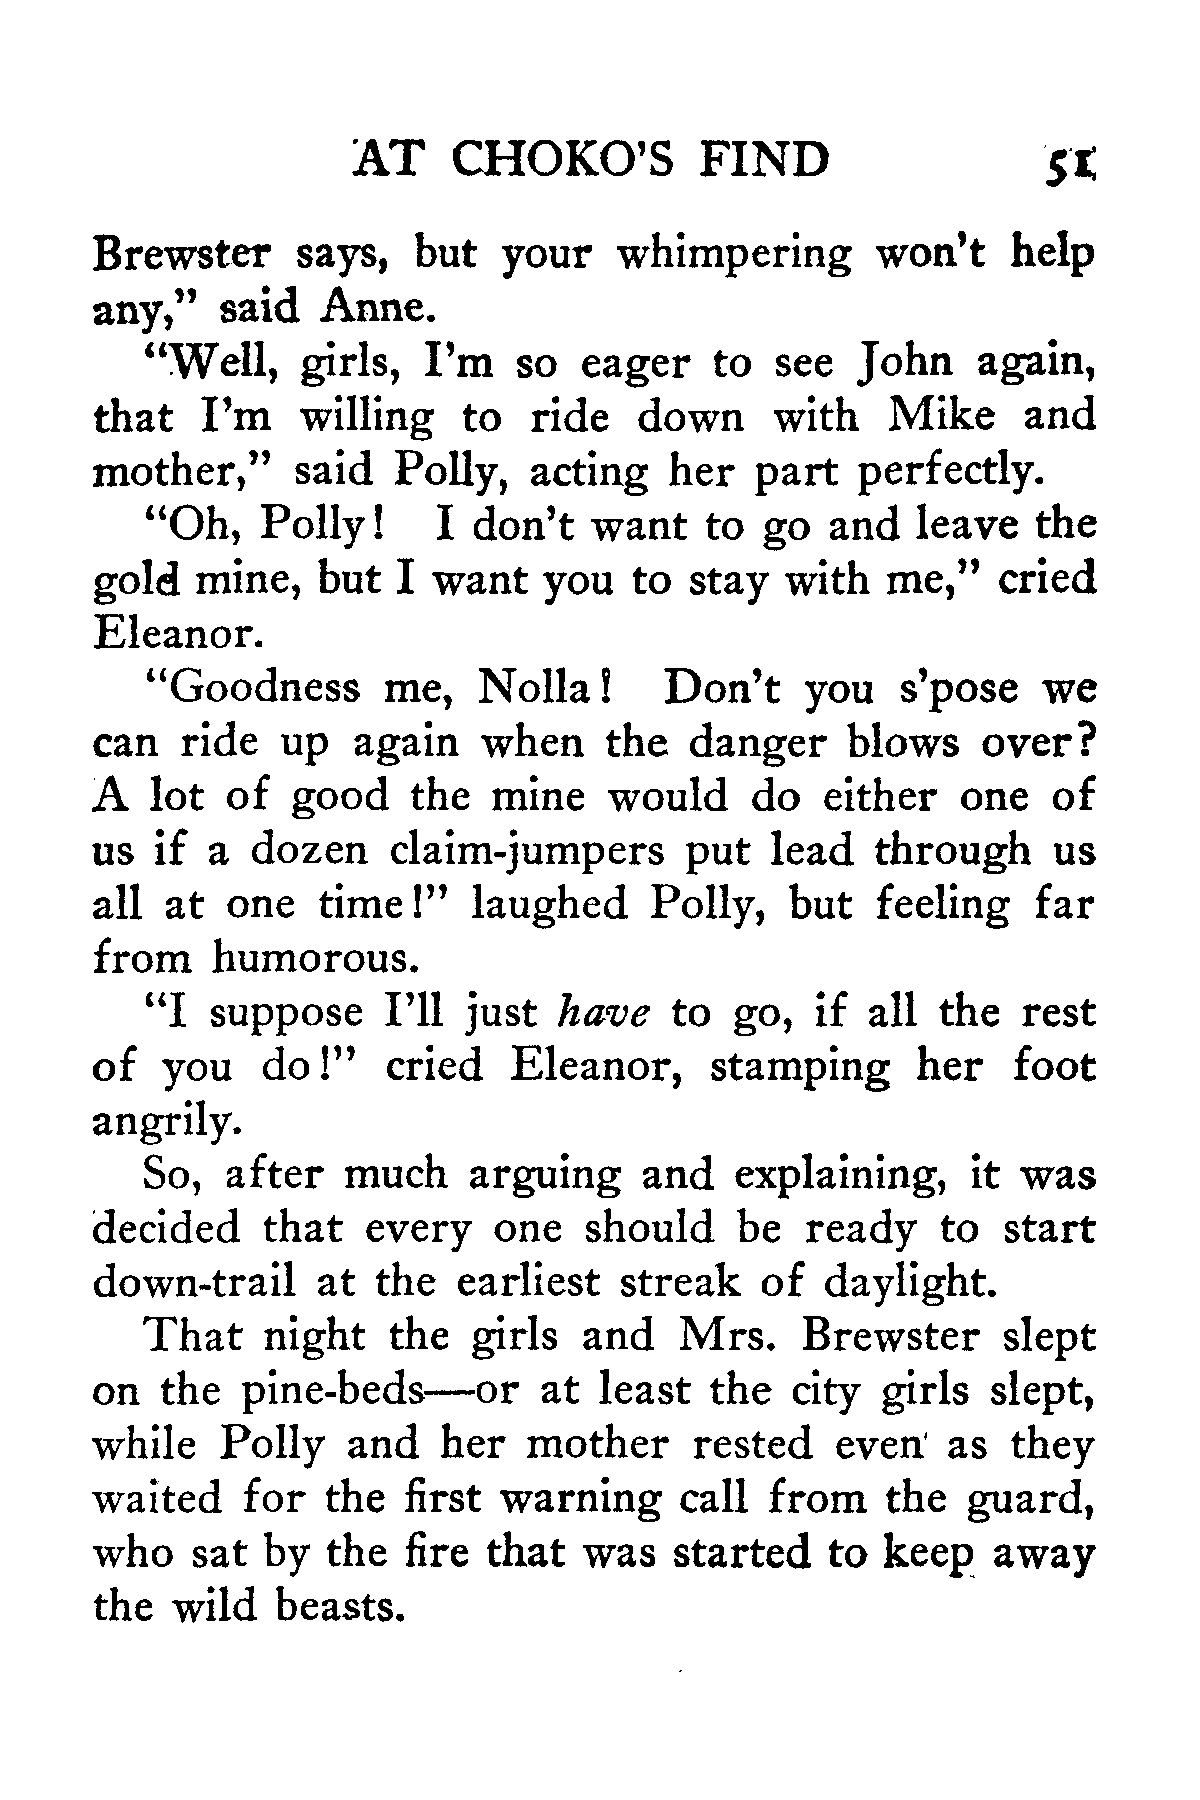 AT CHOKO'S FIND 51
Brewster says, but your whimpering won't help
any," said Anne.
"Well, girls, I'm so eager to see John again,
that I'm willing to ride down with Mike and
mother," said Polly, acting her part perfectly.
"Oh, Polly! I don't want to go and leave the
gold mine, but I want you to stay with me," cried
Eleanor.
"Goodness me, Nolla! Don't you s'pose we
can ride up again when the danger blows over?
A lot of good the mine would do either one of
us if a dozen claim-jumpers put lead through us
all at one time!" laughed Polly, but feeling far
from humorous.
"I suppose I'll just have to go, if all the rest
of you do!" cried Eleanor, stamping her foot
angrily.
So, after much arguing and explaining, it was
decided that every one should be ready to start
down-trail at the earliest streak of daylight.
That night the girls and Mrs. Brewster slept
on the pine-beds—or at least the city girls slept,
while Polly and her mother rested even as they
waited for the first warning call from the guard,
who sat by the fire that was started to keep away
the wild beasts.